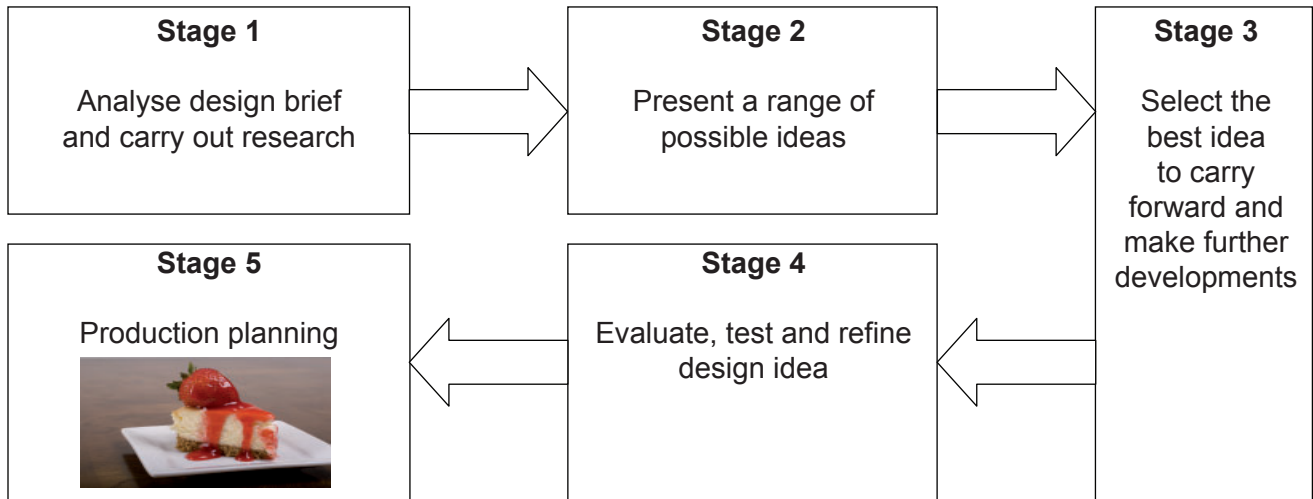 Stage 1
Analyse design brief
and carry out research
Stage 2
Present a range of
possible ideas
Stage 3
Select the
best idea
to carry
forward and
make further
developments
Stage 4
Evaluate, test and refine
design idea
Stage 5
Production planning